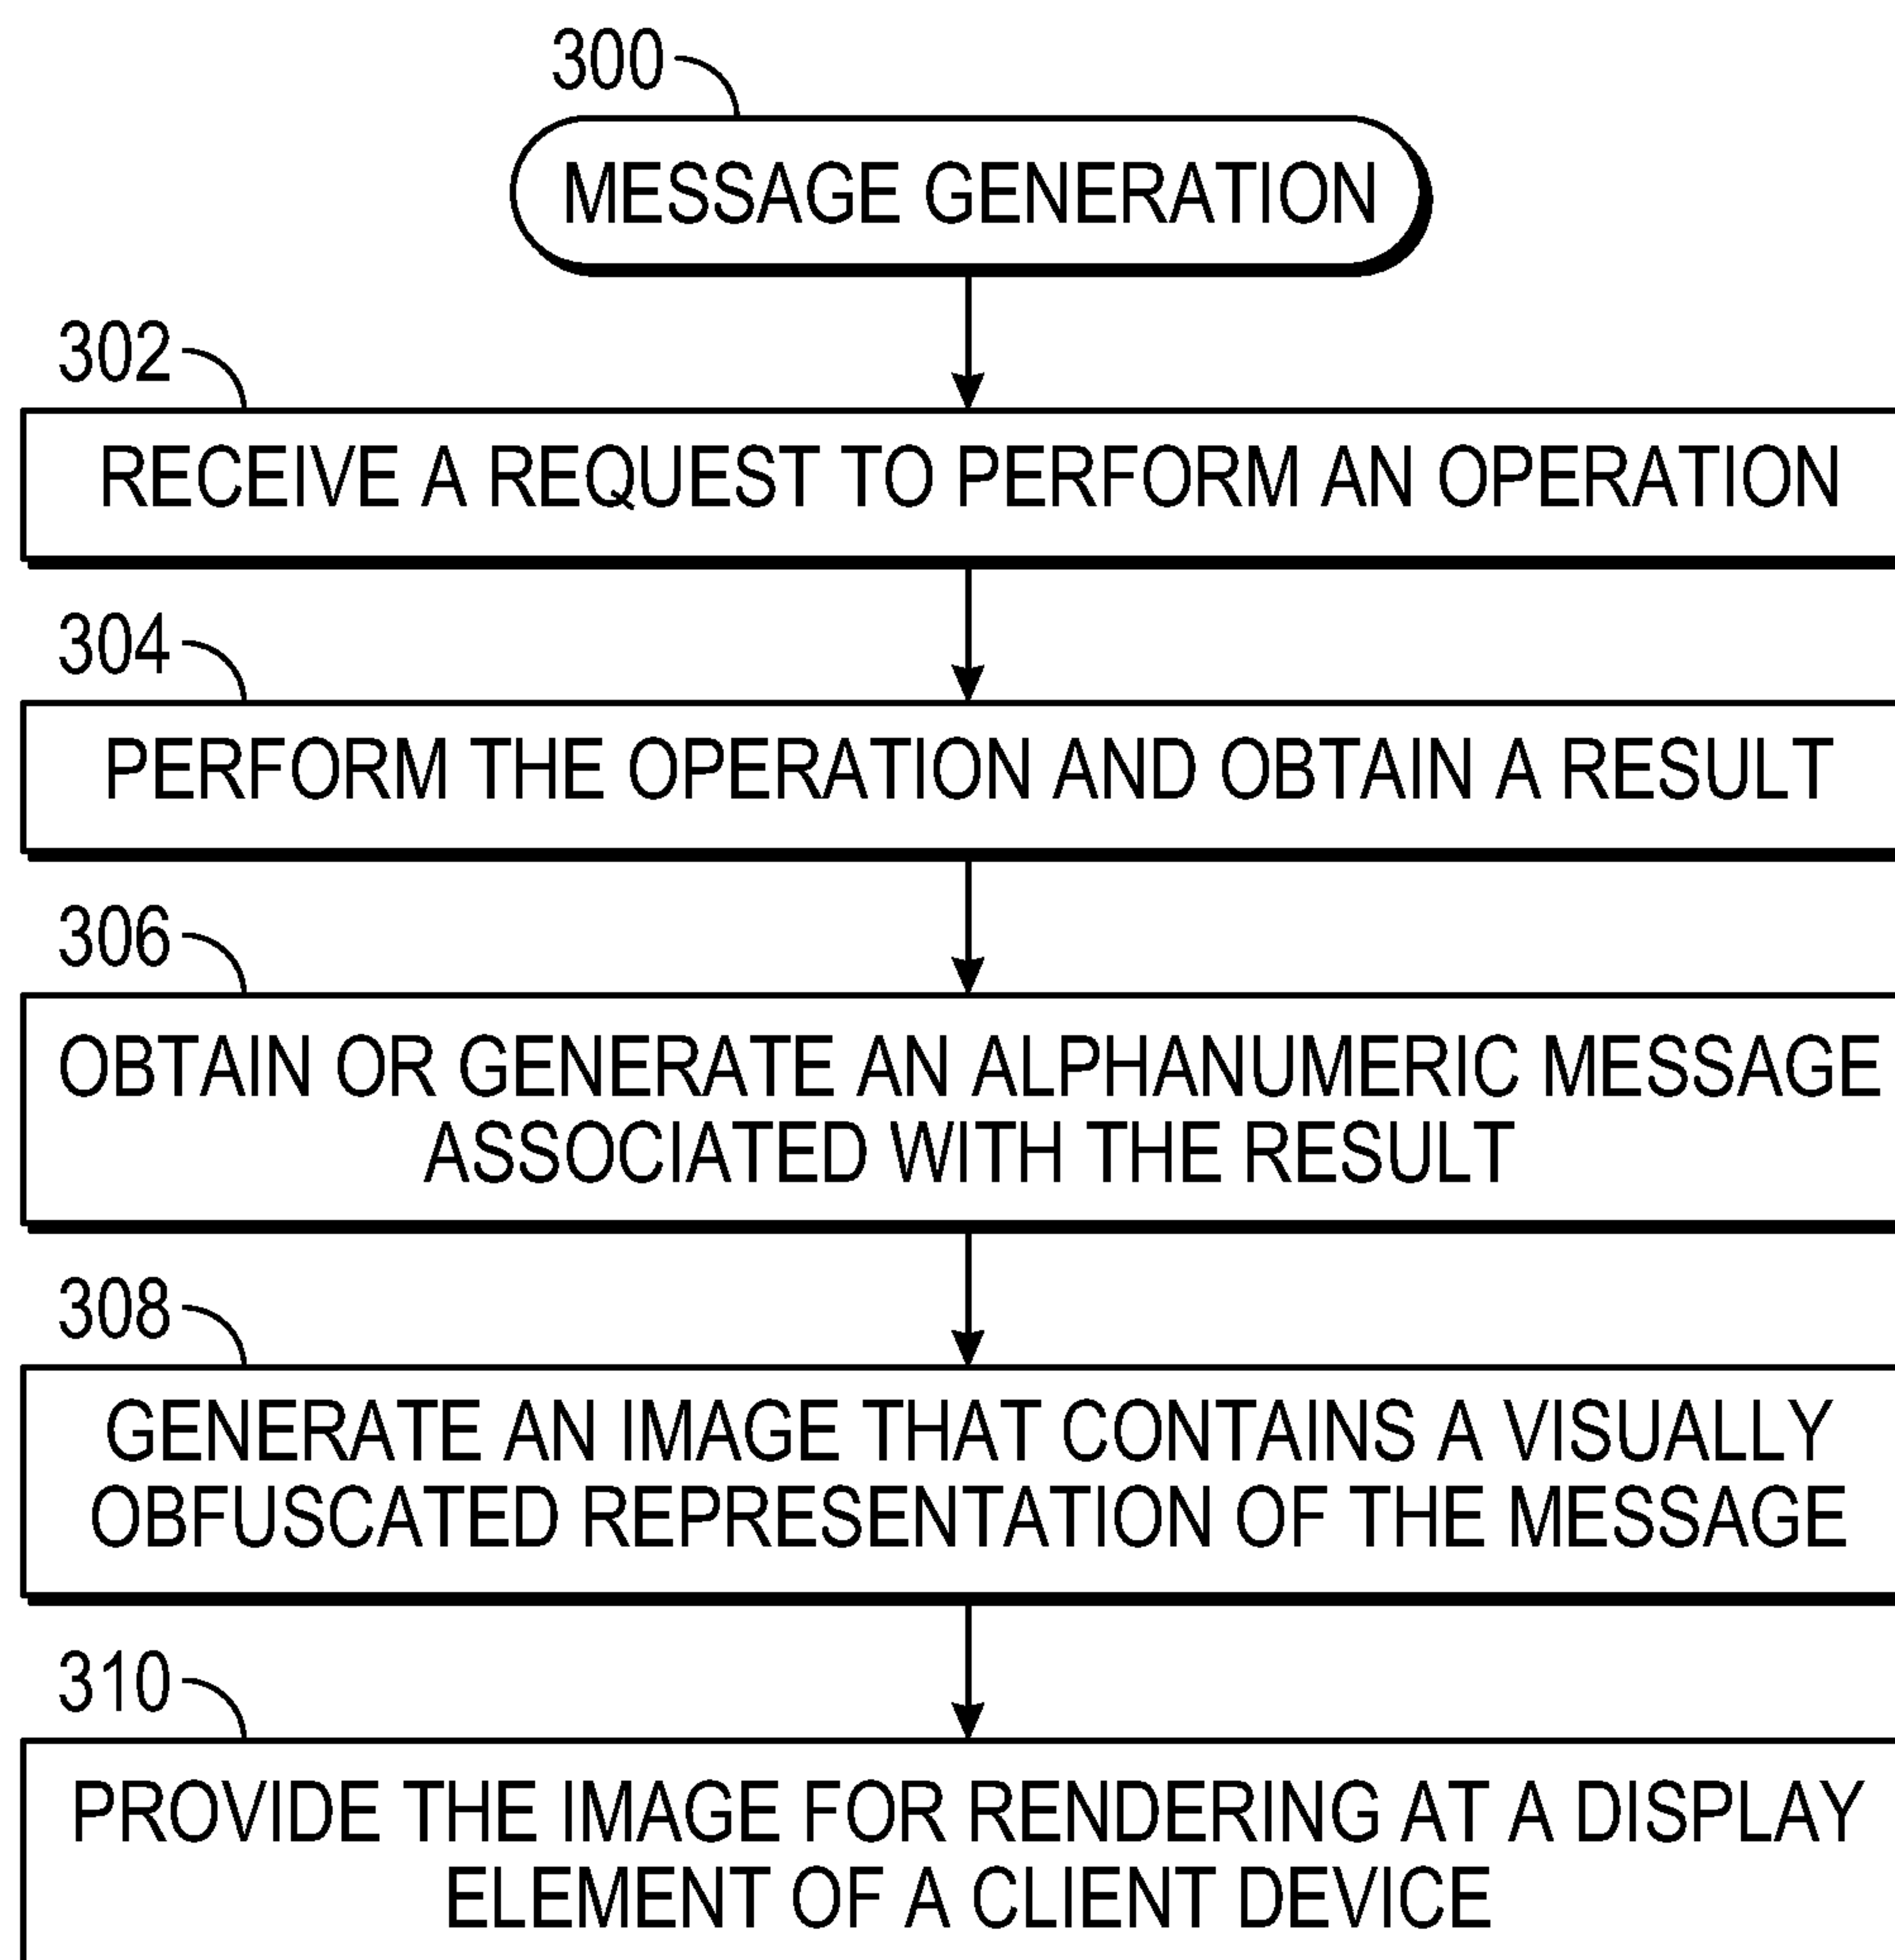 300
MESSAGE GENERATION
302
RECEIVE A REQUEST TO PERFORM AN OPERATION
304
PERFORM THE OPERATION AND OBTAIN A RESULT
306
OBTAIN OR GENERATE AN ALPHANUMERIC MESSAGE
ASSOCIATED WITH THE RESULT
308
GENERATE AN IMAGE THAT CONTAINS A VISUALLY
OBFUSCATED REPRESENTATION OF THE MESSAGE
310
PROVIDE THE IMAGE FOR RENDERING AT A DISPLAY
ELEMENT OF A CLIENT DEVICE